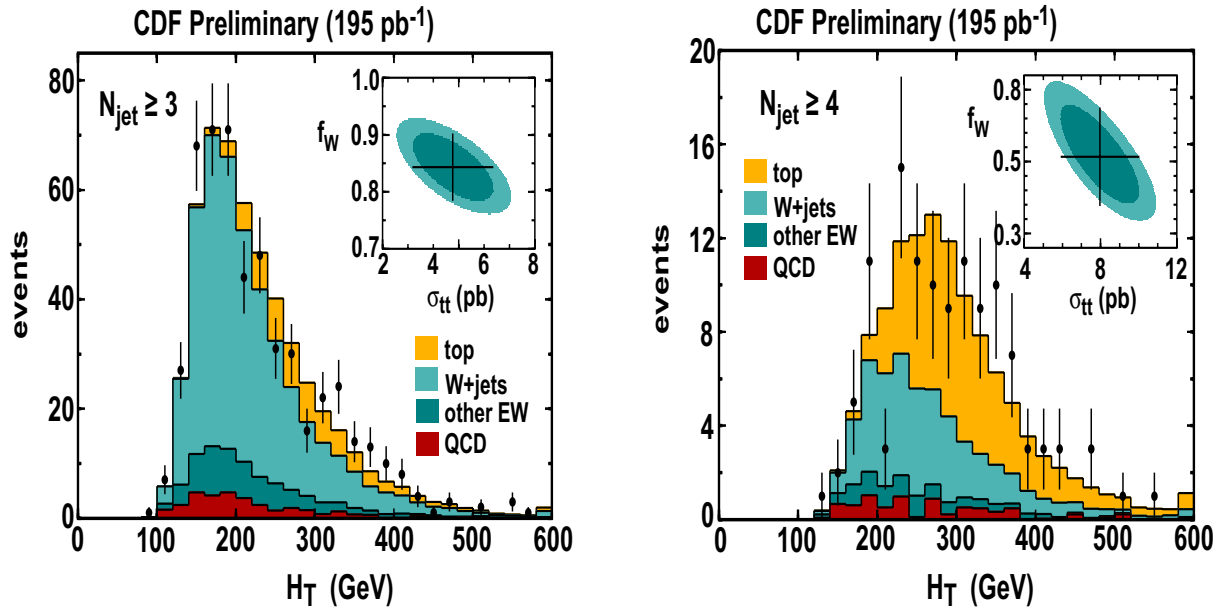 CDF Preliminary (195 pb-1)
events
80
60
40
20
0
Njet ≥ 3
fW
1.0
0.9
0.8
0.7
2 4 6 8
σtt (pb)
top
W+jets
other EW
QCD
0 100 200 300 400 500 600
HT (GeV)
CDF Preliminary (195 pb-1)
events
20
16
12
8
4
0
Njet ≥ 4
fW
0.8
0.5
0.3
4 8 12
σtt (pb)
top
W+jets
other EW
QCD
0 100 200 300 400 500 600
HT (GeV)